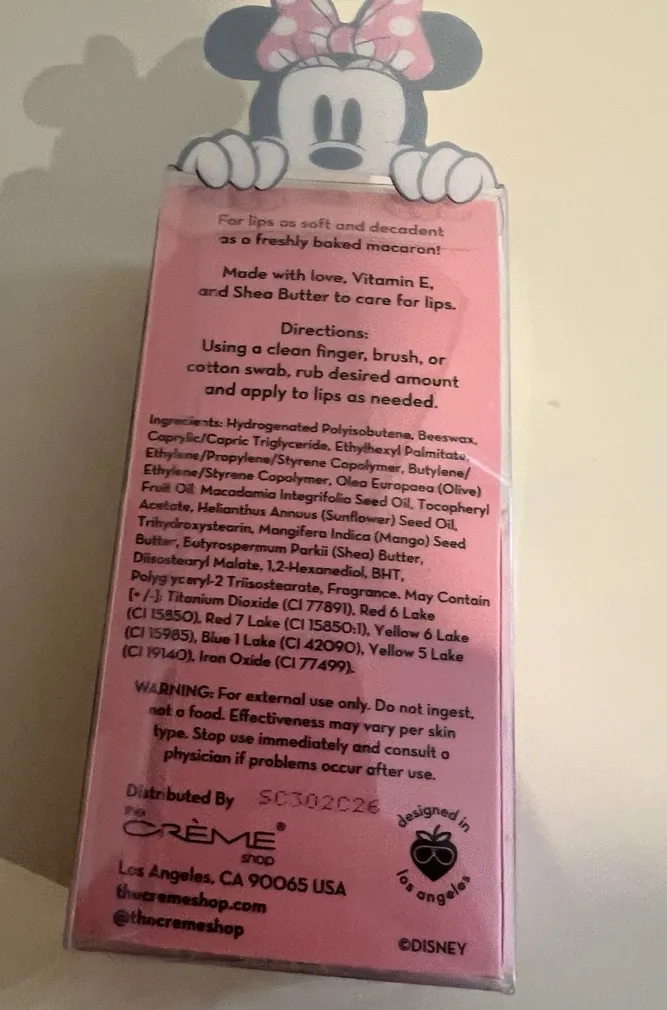 For lips as soft and decadent
as a freshly baked macaron!
Made with love, Vitamin E,
and Shea Butter to care for lips.
Directions:
Using a clean finger, brush, or
cotton swab, rub desired amount
and apply to lips as needed.
Ingredients: Hydrogenated Polyisobutene, Beeswax,
Caprylic/Capric Triglyceride, Ethylhexyl Palmitate,
Ethylene/Propylene/Styrene Copolymer, Butylene/
Ethylene/Styrene Copolymer, Olea Europaea (Olive)
Fruit Oil, Macadamia Integrifolia Seed Oil, Tocopheryl
Acetate, Helianthus Annuus (Sunflower) Seed Oil,
Trihydroxystearin, Mangifera Indica (Mango) Seed
Butter, Butyrospermum Parkii (Shea) Butter,
Diisostearyl Malate, 1,2-Hexanediol, BHT,
Polyglyceryl-2 Triisostearate, Fragrance. May Contain
[+/-]: Titanium Dioxide (CI 77891), Red 6 Lake
(CI 15850), Red 7 Lake (CI 15850:1), Yellow 6 Lake
(CI 15985), Blue 1 Lake (CI 42090), Yellow 5 Lake
(CI 19140), Iron Oxide (CI 77499).
WARNING: For external use only. Do not ingest,
not a food. Effectiveness may vary per skin
type. Stop use immediately and consult a
physician if problems occur after use.
Distributed By
SC302C26
the
CRÈME®
shop
Los Angeles, CA 90065 USA
thecremeshop.com
@thecremeshop
designed in
los angeles
©DISNEY